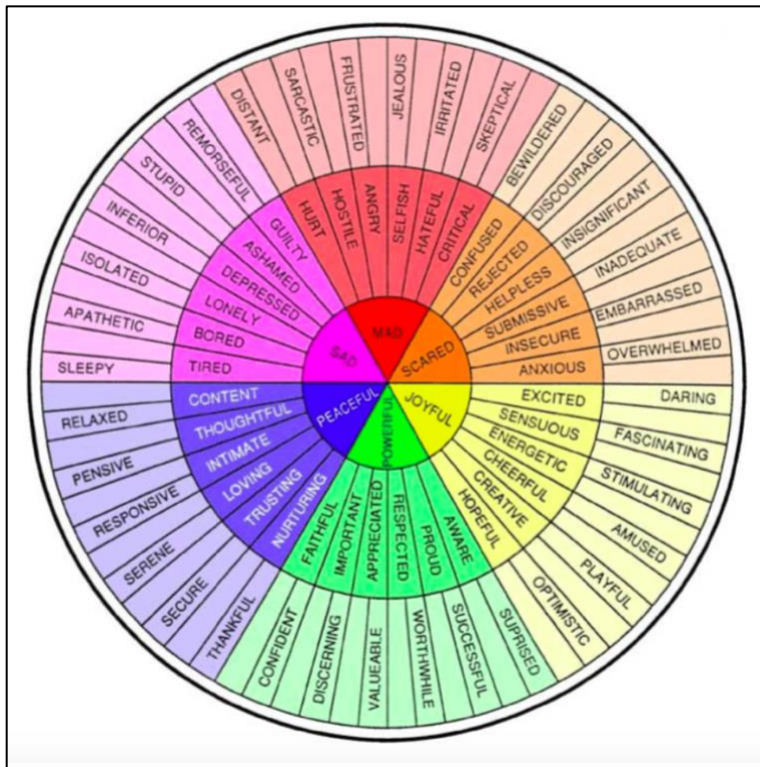 MAD
SCARED
JOYFUL
POWERFUL
PEACEFUL
SAD
HURT
HOSTILE
ANGRY
SELFISH
HATEFUL
CRITICAL
CONFUSED
REJECTED
HELPLESS
SUBMISSIVE
INSECURE
ANXIOUS
EXCITED
SENSUOUS
ENERGETIC
CHEERFUL
CREATIVE
HOPEFUL
AWARE
PROUD
RESPECTED
APPRECIATED
IMPORTANT
FAITHFUL
NURTURING
TRUSTING
LOVING
INTIMATE
THOUGHTFUL
CONTENT
TIRED
BORED
LONELY
DEPRESSED
ASHAMED
GUILTY
DISTANT
SARCASTIC
FRUSTRATED
JEALOUS
IRRITATED
SKEPTICAL
BEWILDERED
DISCOURAGED
INSIGNIFICANT
INADEQUATE
EMBARRASSED
OVERWHELMED
DARING
FASCINATING
STIMULATING
AMUSED
PLAYFUL
OPTIMISTIC
SUPRISED
SUCCESSFUL
WORTHWHILE
VALUEABLE
DISCERNING
CONFIDENT
THANKFUL
SECURE
SERENE
RESPONSIVE
PENSIVE
RELAXED
SLEEPY
APATHETIC
ISOLATED
INFERIOR
STUPID
REMORSEFUL